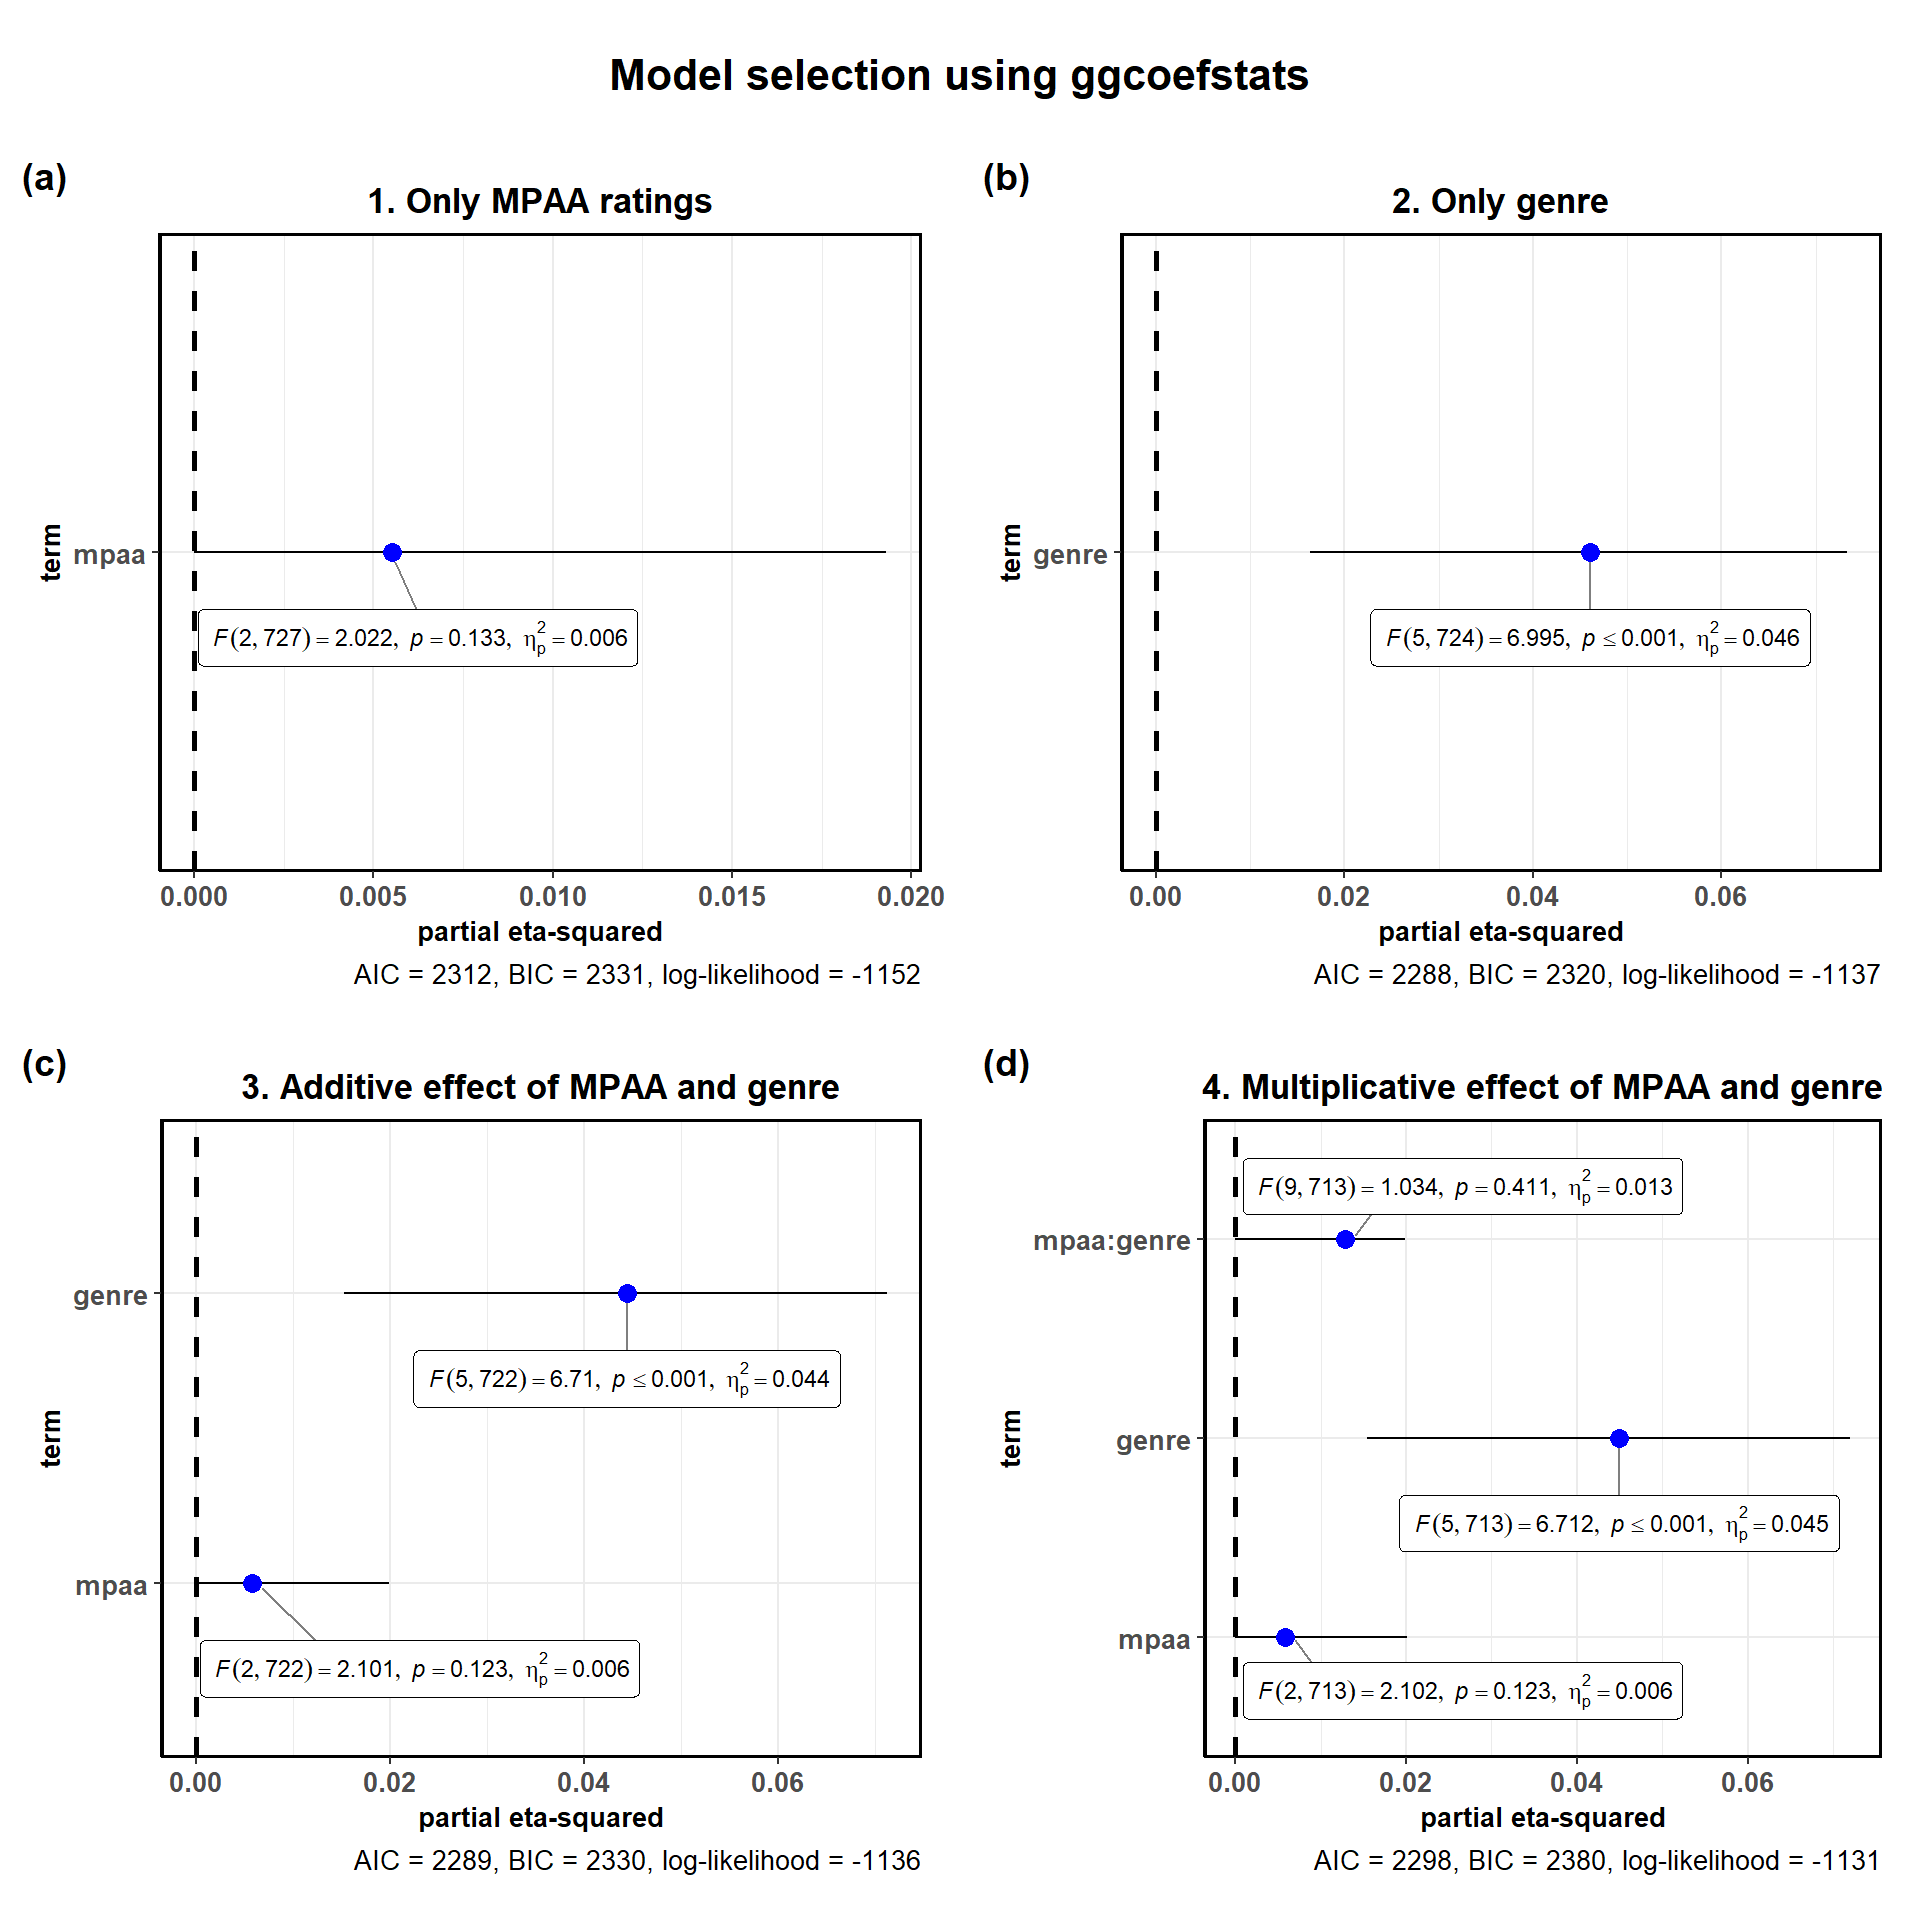 Model selection using ggcoefstats
(a)
1. Only MPAA ratings
term
mpaa
F(2, 727) = 2.022, p = 0.133, η²ₚ = 0.006
0.000 0.005 0.010 0.015 0.020
partial eta-squared
AIC = 2312, BIC = 2331, log-likelihood = -1152
(b)
2. Only genre
term
genre
F(5, 724) = 6.995, p ≤ 0.001, η²ₚ = 0.046
0.00 0.02 0.04 0.06
partial eta-squared
AIC = 2288, BIC = 2320, log-likelihood = -1137
(c)
3. Additive effect of MPAA and genre
term
genre
F(5, 722) = 6.71, p ≤ 0.001, η²ₚ = 0.044
mpaa
F(2, 722) = 2.101, p = 0.123, η²ₚ = 0.006
0.00 0.02 0.04 0.06
partial eta-squared
AIC = 2289, BIC = 2330, log-likelihood = -1136
(d)
4. Multiplicative effect of MPAA and genre
term
F(9, 713) = 1.034, p = 0.411, η²ₚ = 0.013
mpaa:genre
genre
F(5, 713) = 6.712, p ≤ 0.001, η²ₚ = 0.045
mpaa
F(2, 713) = 2.102, p = 0.123, η²ₚ = 0.006
0.00 0.02 0.04 0.06
partial eta-squared
AIC = 2298, BIC = 2380, log-likelihood = -1131